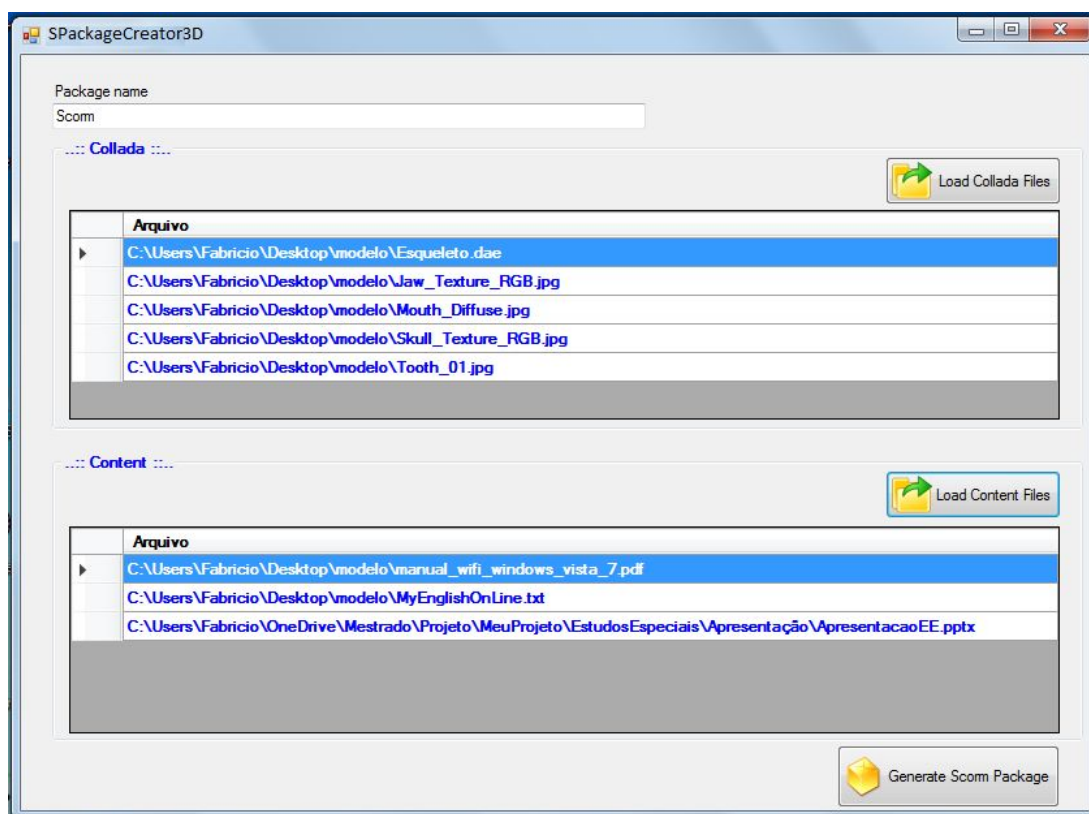 SPackageCreator3D
Package name
Scorm
..:: Collada ::..
Load Collada Files
Arquivo
C:\Users\Fabricio\Desktop\modelo\Esqueleto.dae
C:\Users\Fabricio\Desktop\modelo\Jaw_Texture_RGB.jpg
C:\Users\Fabricio\Desktop\modelo\Mouth_Diffuse.jpg
C:\Users\Fabricio\Desktop\modelo\Skull_Texture_RGB.jpg
C:\Users\Fabricio\Desktop\modelo\Tooth_01.jpg
..:: Content ::..
Load Content Files
Arquivo
C:\Users\Fabricio\Desktop\modelo\manual_wifi_windows_vista_7.pdf
C:\Users\Fabricio\Desktop\modelo\MyEnglishOnLine.txt
C:\Users\Fabricio\OneDrive\Mestrado\Projeto\MeuProjeto\EstudosEspeciais\Apresentação\ApresentacaoEE.pptx
Generate Scorm Package